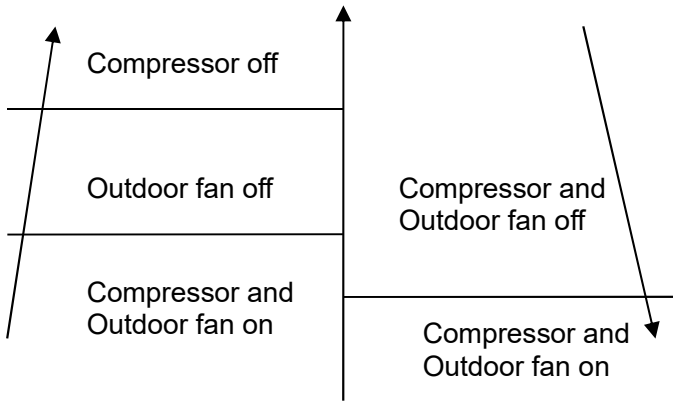 Compressor off
Outdoor fan off
Compressor and
Outdoor fan on
Compressor and
Outdoor fan off
Compressor and
Outdoor fan on